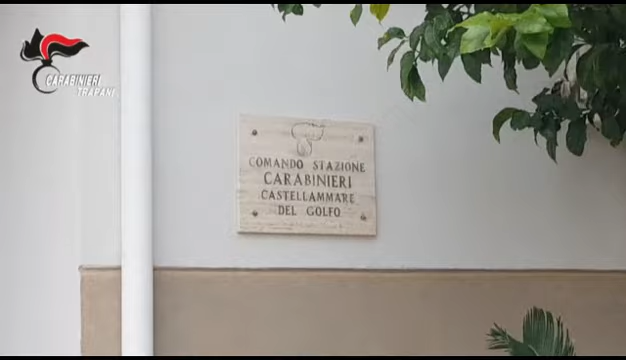 CARABINIERI
TRAPANI
COMANDO STAZIONE
CARABINIERI
CASTELLAMMARE
DEL GOLFO